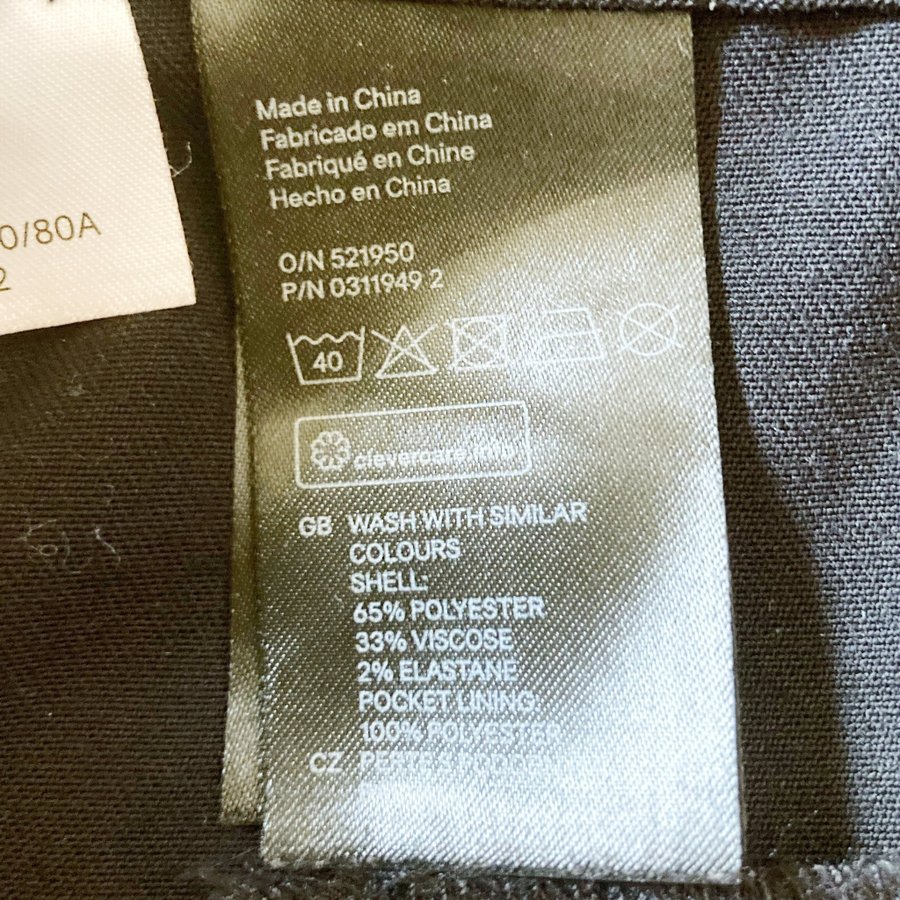 0/80A
2
Made in China
Fabricado em China
Fabriqué en Chine
Hecho en China
O/N 521950
P/N 0311949 2
40
clevercare.info
GB WASH WITH SIMILAR
COLOURS
SHELL:
65% POLYESTER
33% VISCOSE
2% ELASTANE
POCKET LINING:
100% POLYESTER
CZ PERTE S PODOBN